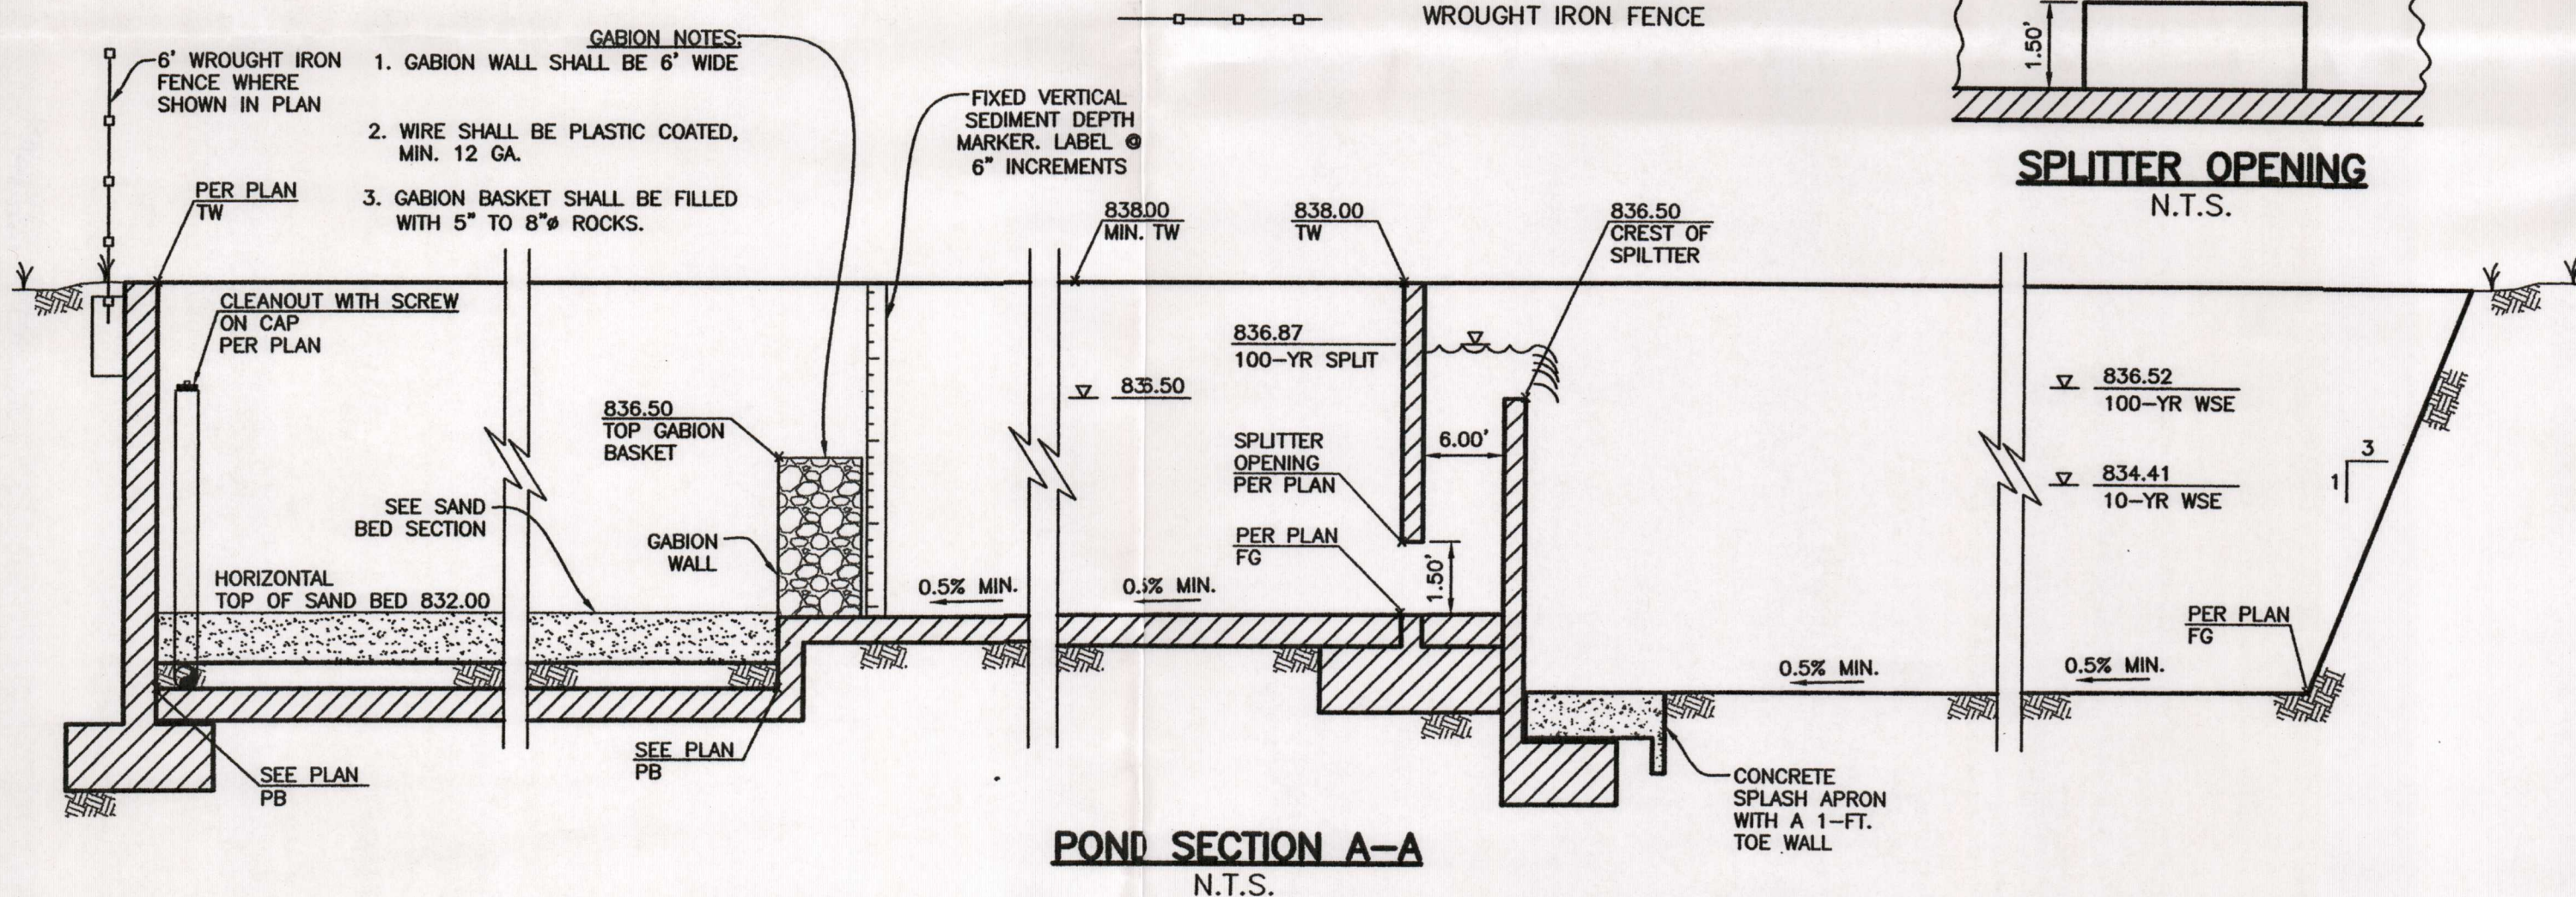 WROUGHT IRON FENCE
1.50'
SPLITTER OPENING
N.T.S.
6' WROUGHT IRON
FENCE WHERE
SHOWN IN PLAN
GABION NOTES:
1. GABION WALL SHALL BE 6' WIDE
2. WIRE SHALL BE PLASTIC COATED,
MIN. 12 GA.
3. GABION BASKET SHALL BE FILLED
WITH 5" TO 8"ø ROCKS.
FIXED VERTICAL
SEDIMENT DEPTH
MARKER. LABEL @
6" INCREMENTS
PER PLAN
TW
838.00
MIN. TW
838.00
TW
836.50
CREST OF
SPILTTER
CLEANOUT WITH SCREW
ON CAP
PER PLAN
836.87
100-YR SPLIT
836.50
836.50
TOP GABION
BASKET
SPLITTER
OPENING
PER PLAN
6.00'
836.52
100-YR WSE
834.41
10-YR WSE
3
1
SEE SAND
BED SECTION
GABION
WALL
PER PLAN
FG
1.50'
HORIZONTAL
TOP OF SAND BED 832.00
0.5% MIN.
0.5% MIN.
PER PLAN
FG
0.5% MIN.
0.5% MIN.
SEE PLAN
PB
SEE PLAN
PB
CONCRETE
SPLASH APRON
WITH A 1-FT.
TOE WALL
POND SECTION A-A
N.T.S.